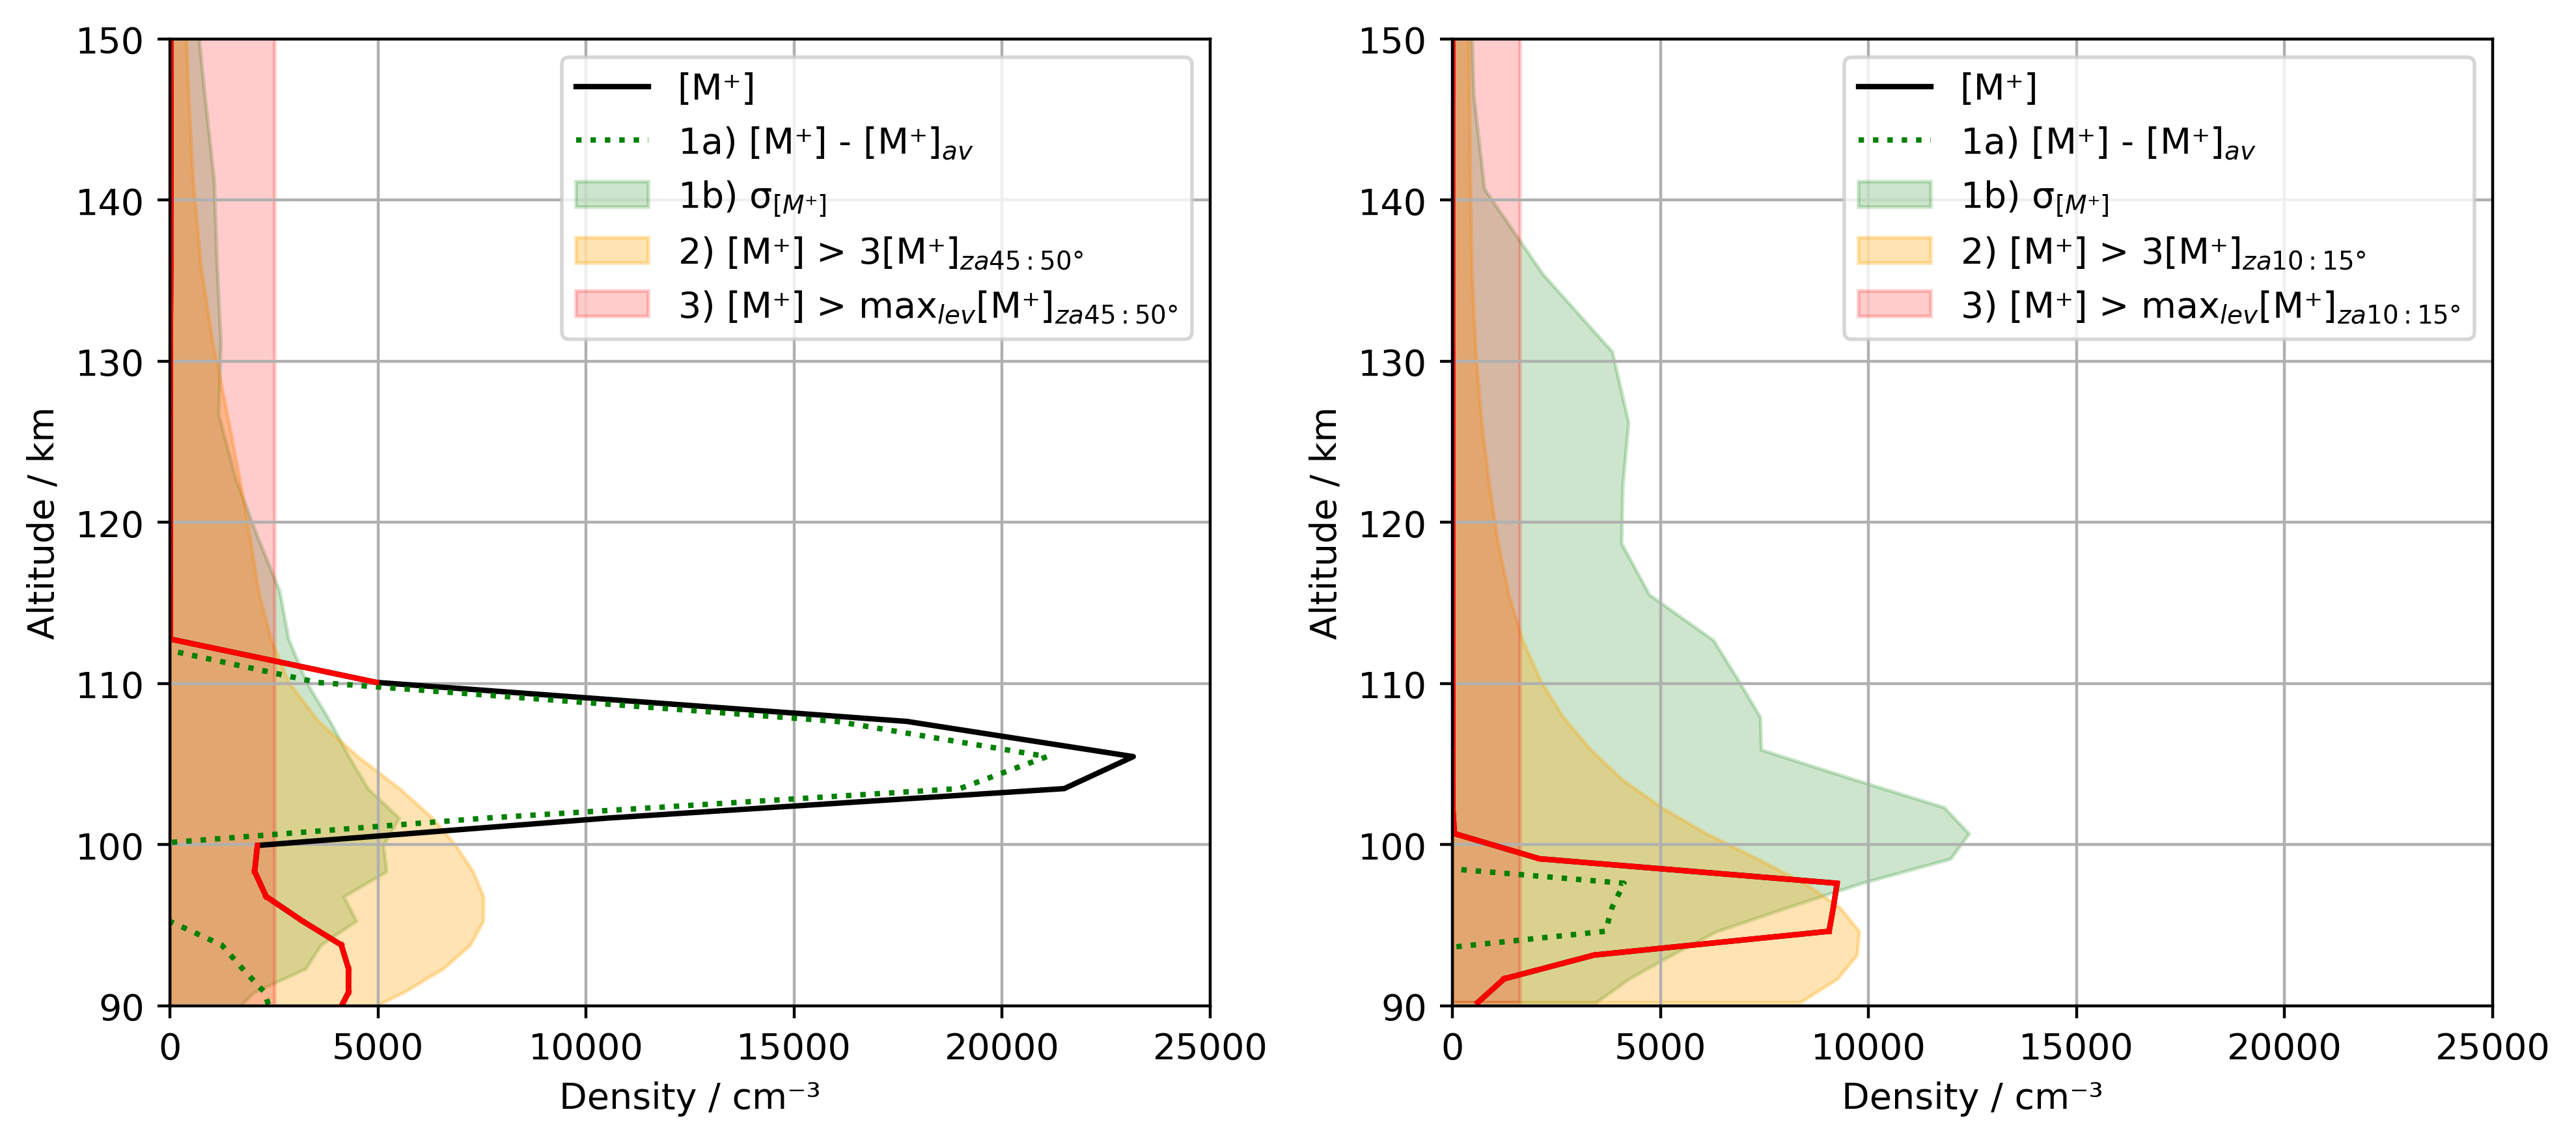 150
140
130
120
110
100
90
Altitude / km
[M⁺]
1a) [M⁺] - [M⁺]av
1b) σ[M⁺]
2) [M⁺] > 3[M⁺]za45:50°
3) [M⁺] > maxlev[M⁺]za45:50°
0 5000 10000 15000 20000 25000
Density / cm⁻³
150
140
130
120
110
100
90
Altitude / km
[M⁺]
1a) [M⁺] - [M⁺]av
1b) σ[M⁺]
2) [M⁺] > 3[M⁺]za10:15°
3) [M⁺] > maxlev[M⁺]za10:15°
0 5000 10000 15000 20000 25000
Density / cm⁻³